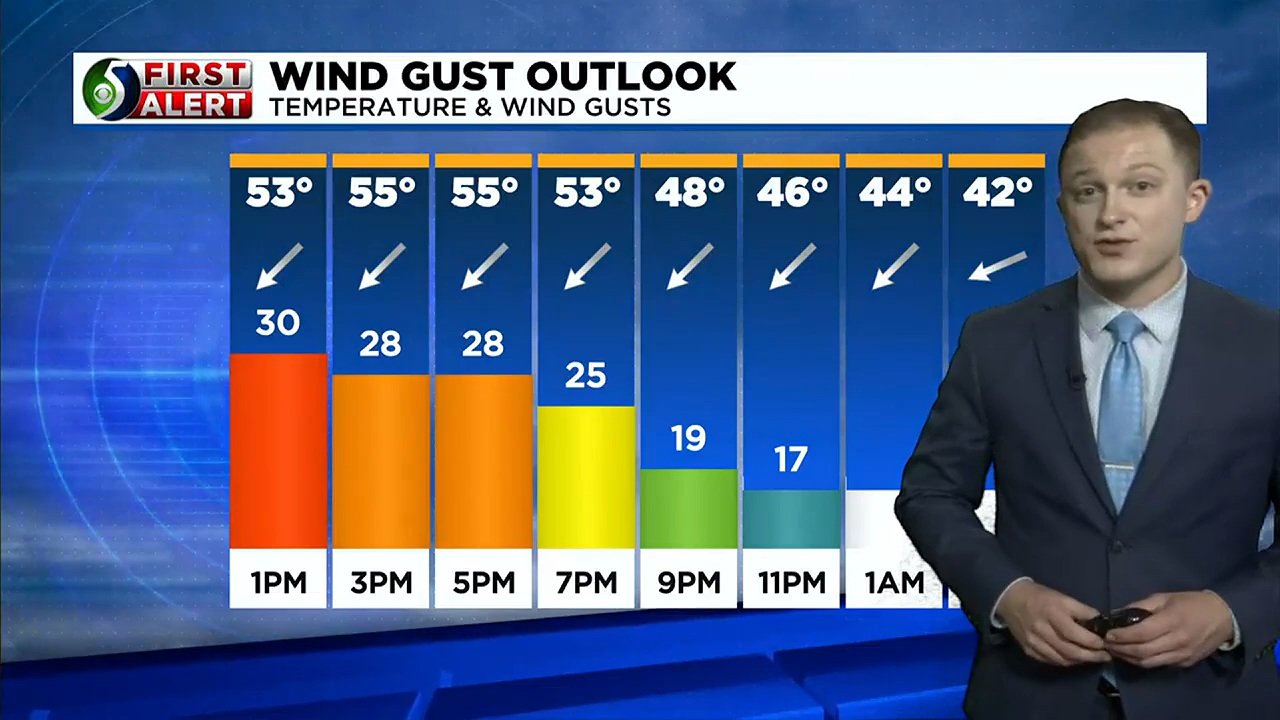 5 FIRST
ALERT
WIND GUST OUTLOOK
TEMPERATURE & WIND GUSTS
53° 55° 55° 53° 48° 46° 44° 42°
30 28 28 25 19 17
1PM 3PM 5PM 7PM 9PM 11PM 1AM